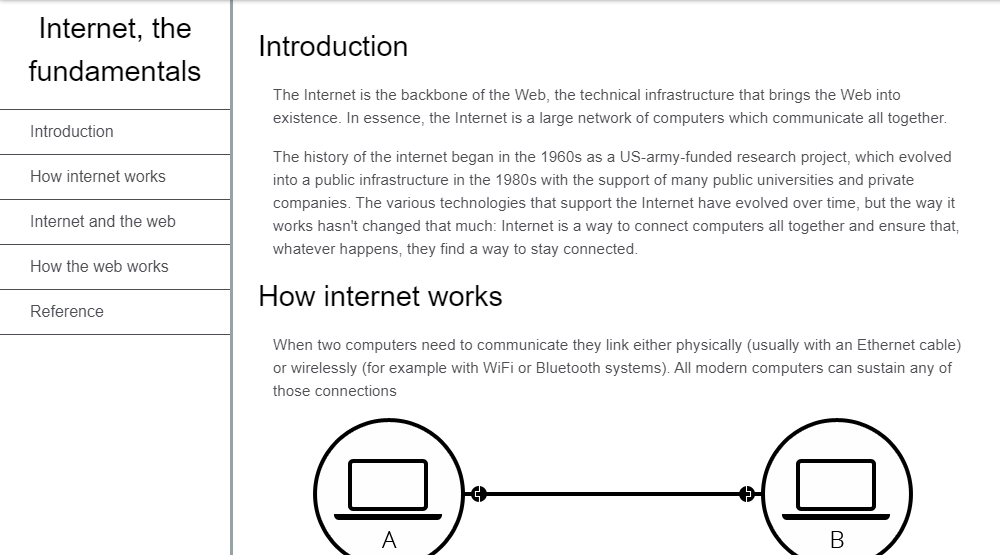 Internet, the
fundamentals
Introduction
How internet works
Internet and the web
How the web works
Reference
Introduction
The Internet is the backbone of the Web, the technical infrastructure that brings the Web into
existence. In essence, the Internet is a large network of computers which communicate all together.
The history of the internet began in the 1960s as a US-army-funded research project, which evolved
into a public infrastructure in the 1980s with the support of many public universities and private
companies. The various technologies that support the Internet have evolved over time, but the way it
works hasn't changed that much: Internet is a way to connect computers all together and ensure that,
whatever happens, they find a way to stay connected.
How internet works
When two computers need to communicate they link either physically (usually with an Ethernet cable)
or wirelessly (for example with WiFi or Bluetooth systems). All modern computers can sustain any of
those connections
A
B